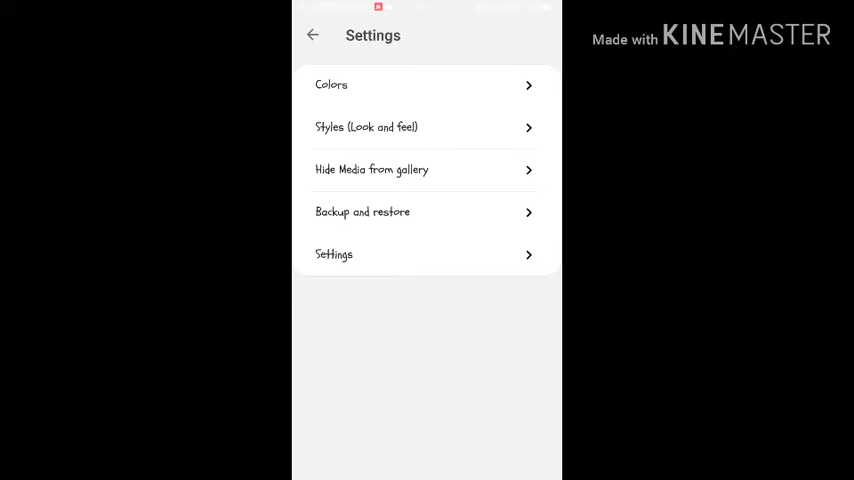 Settings
Made with KINEMASTER
Colors
Styles (Look and feel)
Hide Media from gallery
Backup and restore
Settings